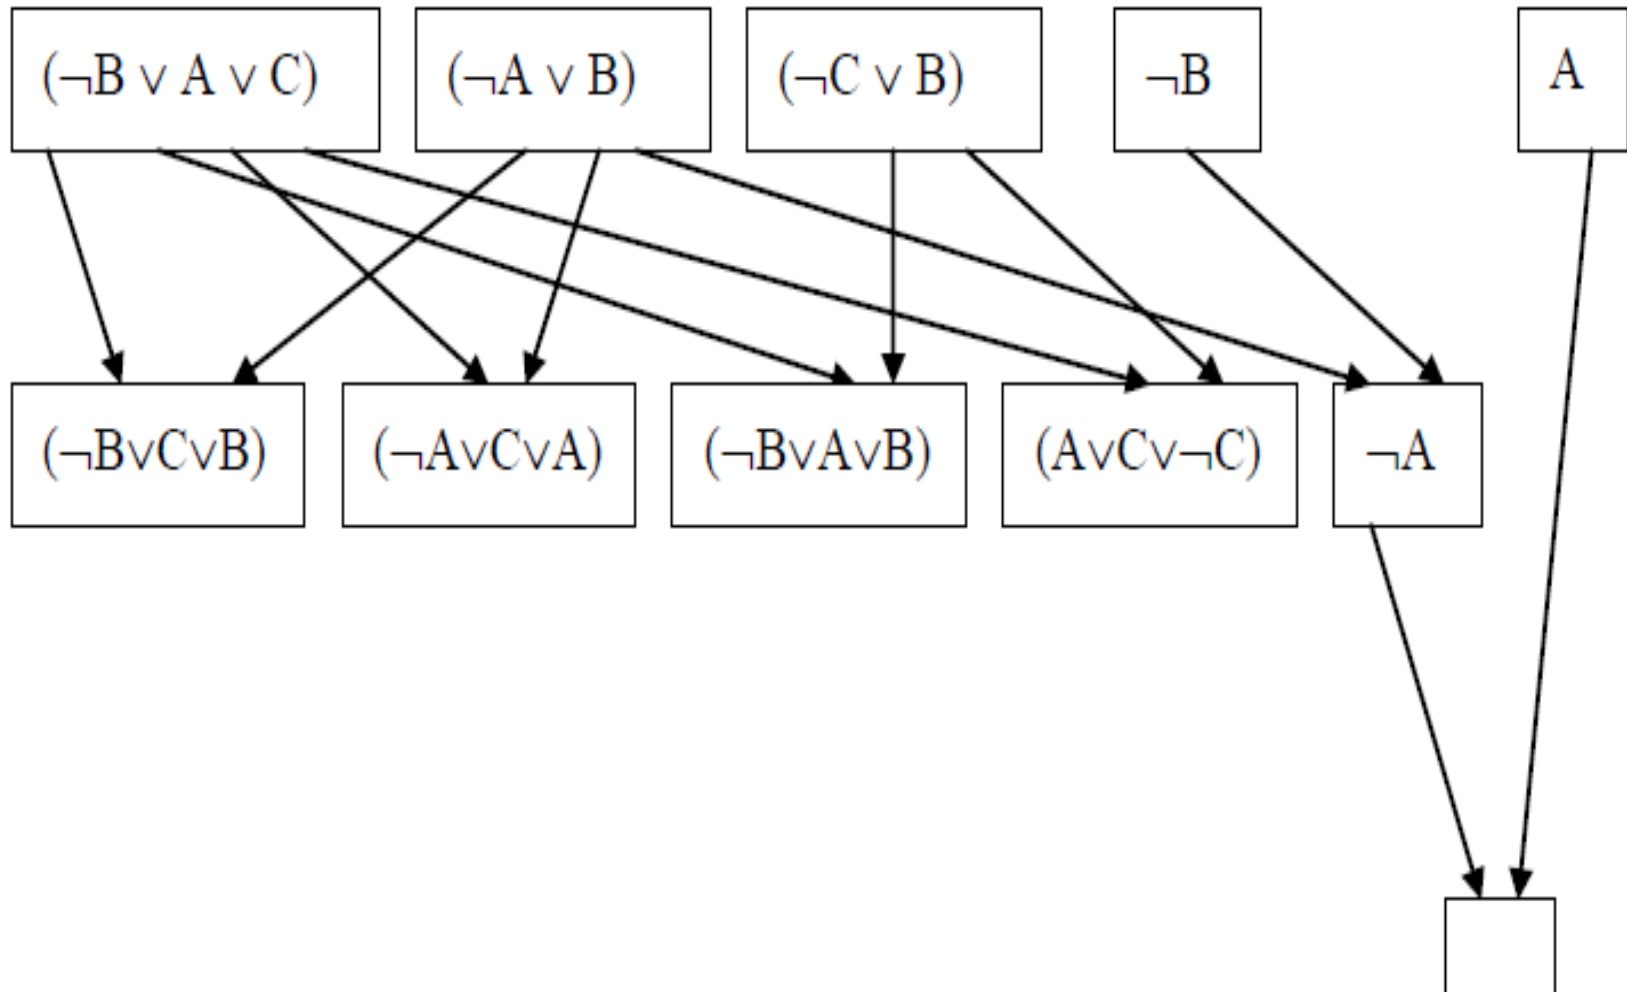 (¬B ∨ A ∨ C) (¬A ∨ B) (¬C ∨ B) ¬B A
(¬B∨C∨B) (¬A∨C∨A) (¬B∨A∨B) (A∨C∨¬C) ¬A